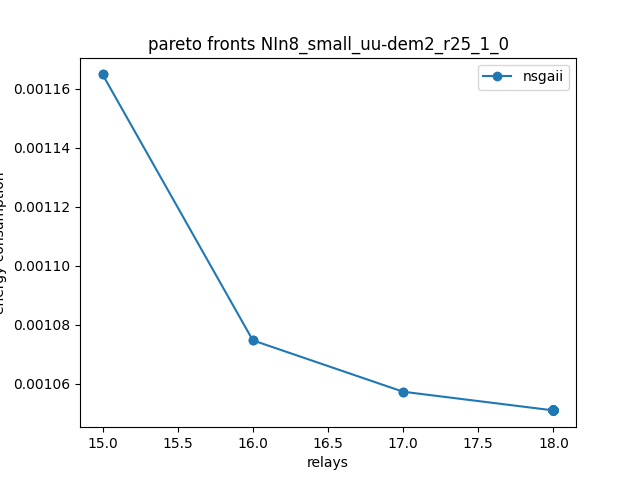 pareto fronts NIn8_small_uu-dem2_r25_1_0
nsgaii
0.00116
0.00114
0.00112
0.00110
0.00108
0.00106
energy consumption
15.0 15.5 16.0 16.5 17.0 17.5 18.0
relays